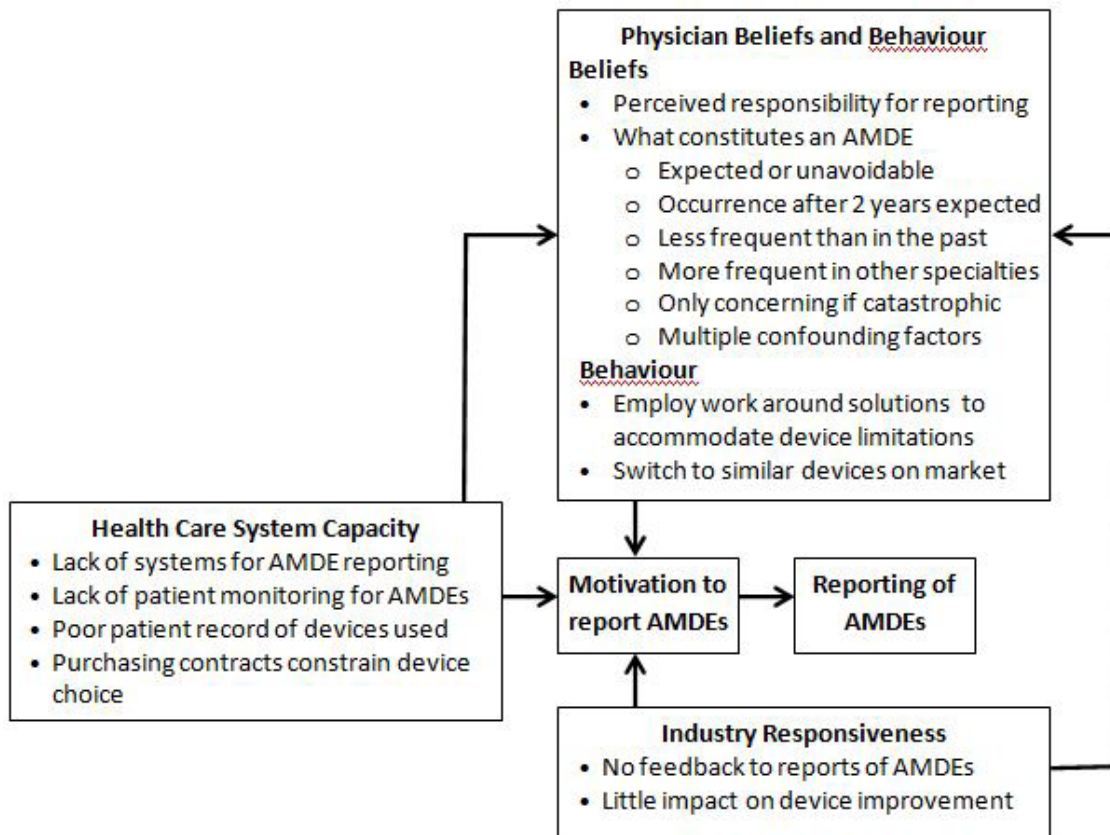 Physician Beliefs and Behaviour
Beliefs
• Perceived responsibility for reporting
• What constitutes an AMDE
o Expected or unavoidable
o Occurrence after 2 years expected
o Less frequent than in the past
o More frequent in other specialties
o Only concerning if catastrophic
o Multiple confounding factors
Behaviour
• Employ work around solutions to
accommodate device limitations
• Switch to similar devices on market
Health Care System Capacity
• Lack of systems for AMDE reporting
• Lack of patient monitoring for AMDEs
• Poor patient record of devices used
• Purchasing contracts constrain device
choice
Motivation to
report AMDEs
Reporting of
AMDEs
Industry Responsiveness
• No feedback to reports of AMDEs
• Little impact on device improvement